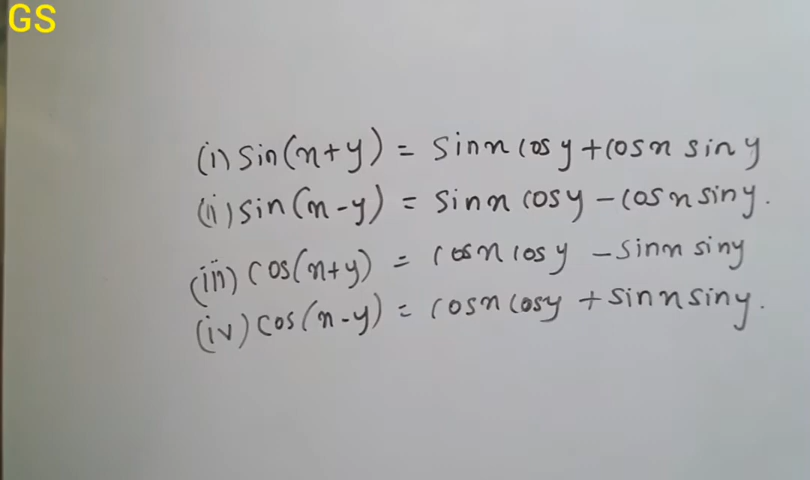 GS
(i) sin(x+y) = sinx cosy + cosx siny
(ii) sin(x-y) = sinx cosy - cosx siny.
(iii) cos(x+y) = cosx cosy - sinx siny
(iv) cos(x-y) = cosx cosy + sinx siny.